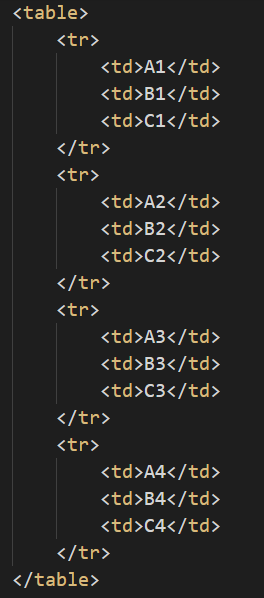 <table>
<tr>
<td>A1</td>
<td>B1</td>
<td>C1</td>
</tr>
<tr>
<td>A2</td>
<td>B2</td>
<td>C2</td>
</tr>
<tr>
<td>A3</td>
<td>B3</td>
<td>C3</td>
</tr>
<tr>
<td>A4</td>
<td>B4</td>
<td>C4</td>
</tr>
</table>